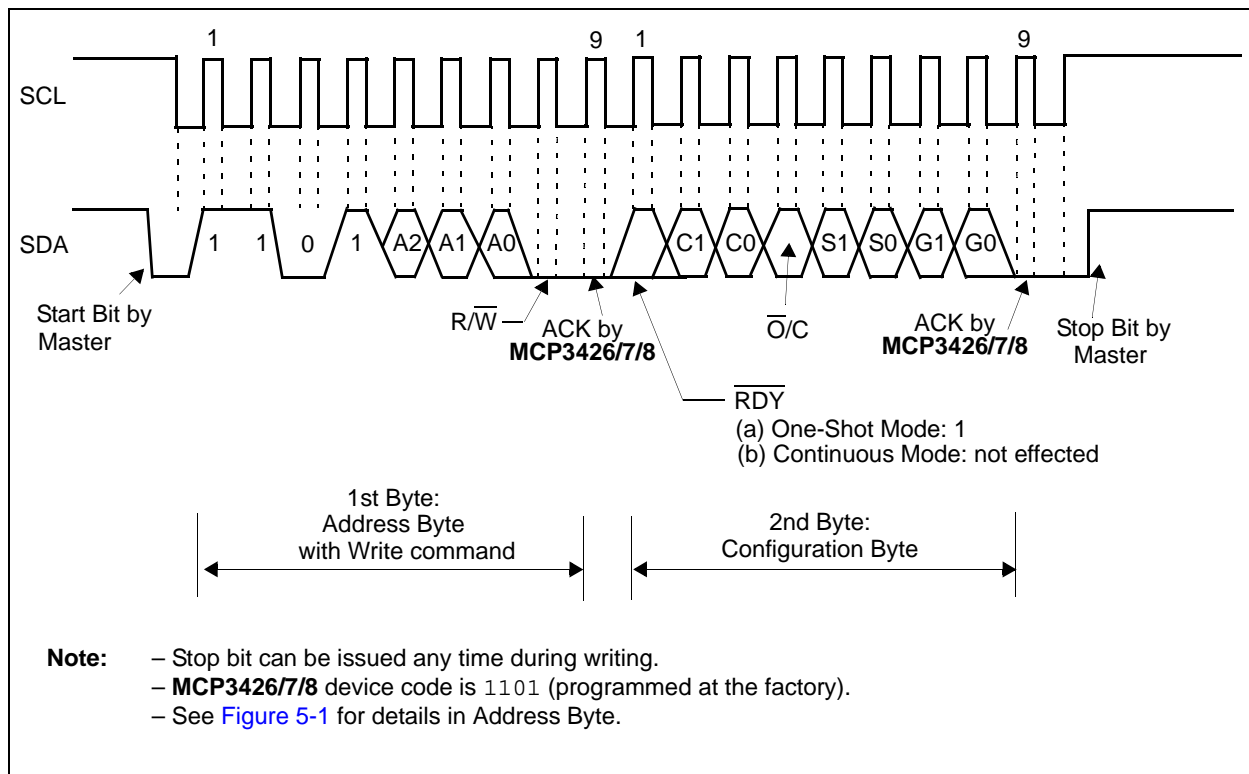 1 9 1 9
SCL
SDA
1 1 0 1 A2 A1 A0 C1 C0 S1 S0 G1 G0
Start Bit by
Master
R/W̅
ACK by
MCP3426/7/8
O̅/C
ACK by
MCP3426/7/8
Stop Bit by
Master
R̅D̅Y̅
(a) One-Shot Mode: 1
(b) Continuous Mode: not effected
1st Byte:
Address Byte
with Write command
2nd Byte:
Configuration Byte
Note: – Stop bit can be issued any time during writing.
– MCP3426/7/8 device code is 1101 (programmed at the factory).
– See Figure 5-1 for details in Address Byte.